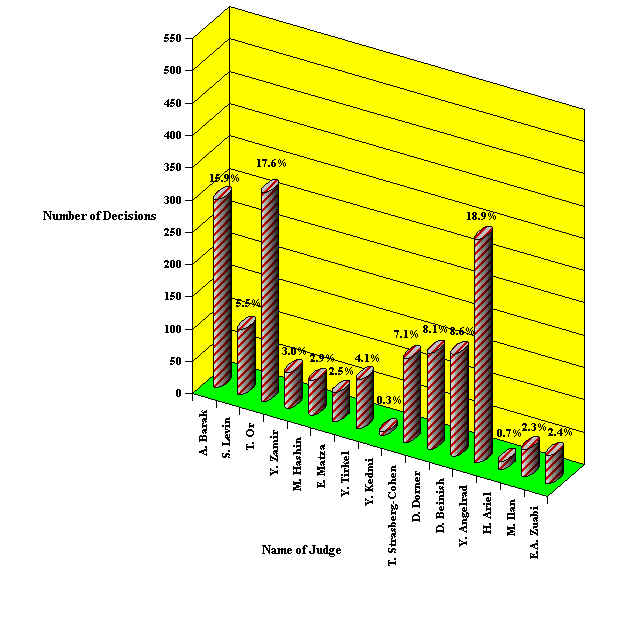 550
500
450
400
350
300
250
200
150
100
50
0
Number of Decisions
15.9%
5.5%
17.6%
3.0%
2.9%
2.5%
4.1%
0.3%
7.1%
8.1%
8.6%
18.9%
0.7%
2.3%
2.4%
A. Barak
S. Levin
T. Or
Y. Zamir
M. Hashin
E. Matza
Y. Tirkel
Y. Kedmi
T. Strasberg-Cohen
D. Dorner
D. Beinish
Y. Angelrad
H. Ariel
M. Ilan
E.A. Zuabi
Name of Judge